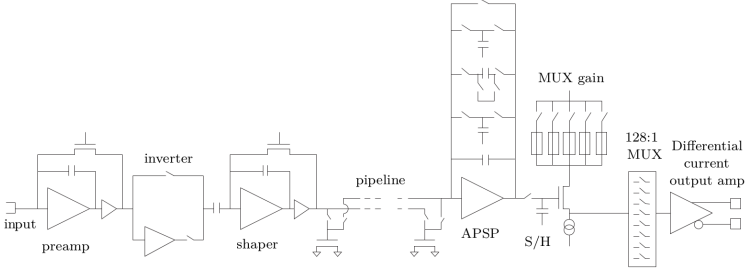 MUX gain
128:1
MUX
Differential
current
output amp
inverter
pipeline
input
preamp
shaper
APSP
S/H